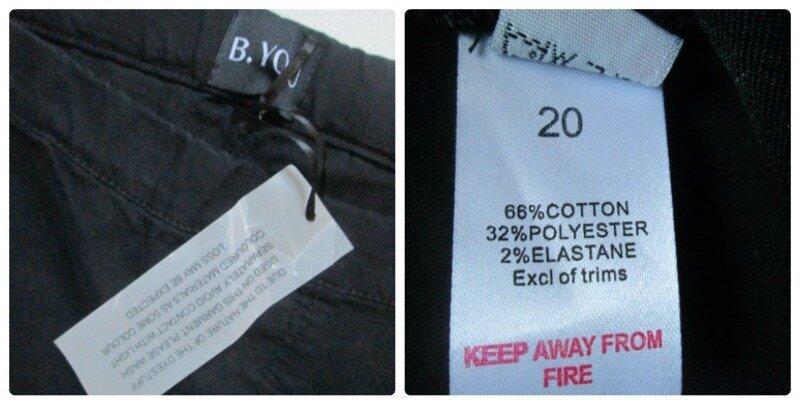 B.YOU
DUE TO THE NATURE OF THE DYESTUFF
USED ON THIS GARMENT PLEASE WASH
SEPARATELY AVOID CONTACT WITH LIGHT
COLOURED MATERIALS AS SOME COLOUR
LOSS MAY BE EXPECTED
20
66%COTTON
32%POLYESTER
2%ELASTANE
Excl of trims
KEEP AWAY FROM
FIRE